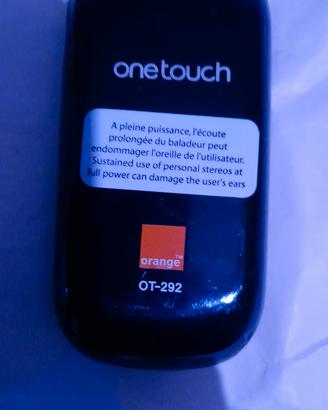 onetouch
A pleine puissance, l'écoute
prolongée du baladeur peut
endommager l'oreille de l'utilisateur.
Sustained use of personal stereos at
full power can damage the user's ears
orange™
OT-292